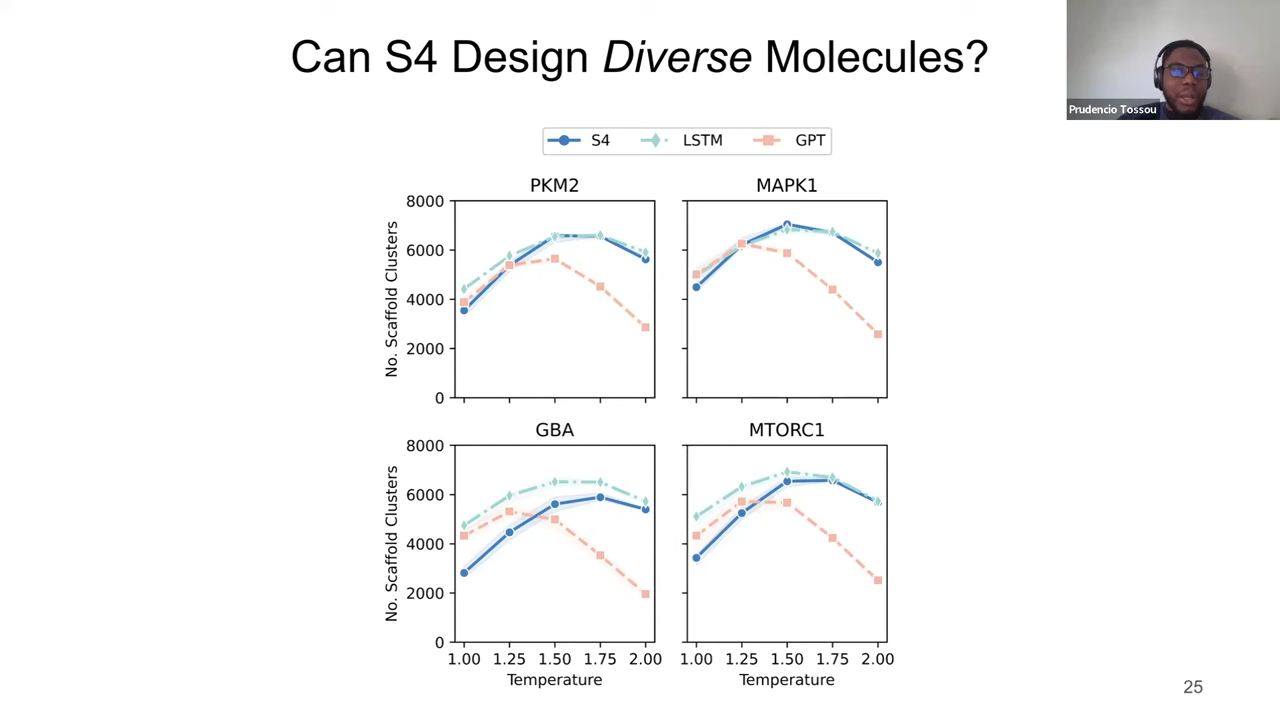 Can S4 Design Diverse Molecules?
Prudencio Tossou
S4 LSTM GPT
PKM2 MAPK1
8000
6000
4000
2000
0
No. Scaffold Clusters
GBA MTORC1
8000
6000
4000
2000
0
No. Scaffold Clusters
1.00 1.25 1.50 1.75 2.00 1.00 1.25 1.50 1.75 2.00
Temperature Temperature
25